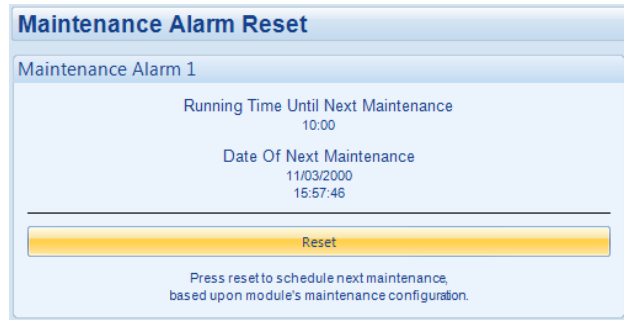 Maintenance Alarm Reset
Maintenance Alarm 1
Running Time Until Next Maintenance
10:00
Date Of Next Maintenance
11/03/2000
15:57:46
Reset
Press reset to schedule next maintenance,
based upon module's maintenance configuration.